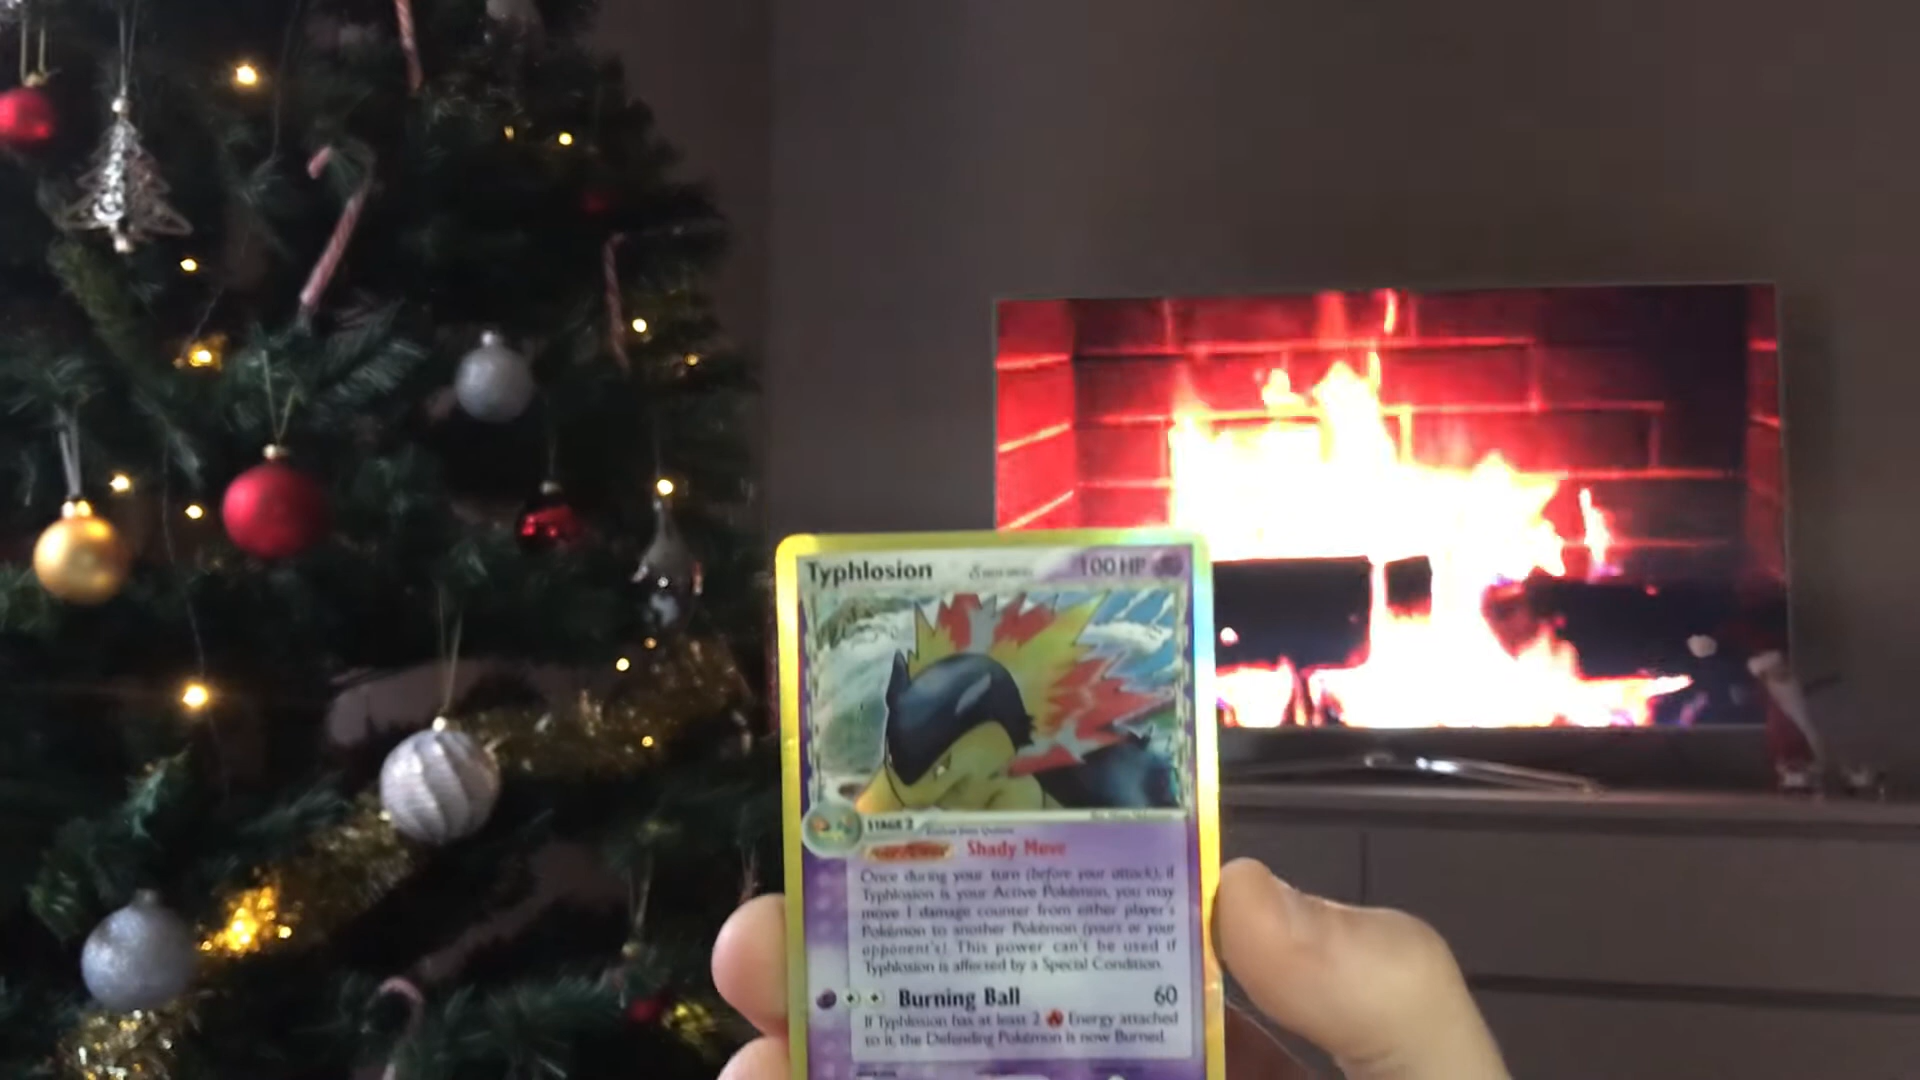 Typhlosion 100 HP
STAGE 2
Shady Move
Once during your turn (before your attack), if
Typhlosion is your Active Pokémon, you may
move 1 damage counter from either player's
Pokémon to another Pokémon (yours or your
opponent's). This power can't be used if
Typhlosion is affected by a Special Condition.
Burning Ball 60
If Typhlosion has at least 2 Energy attached
to it, the Defending Pokémon is now Burned.